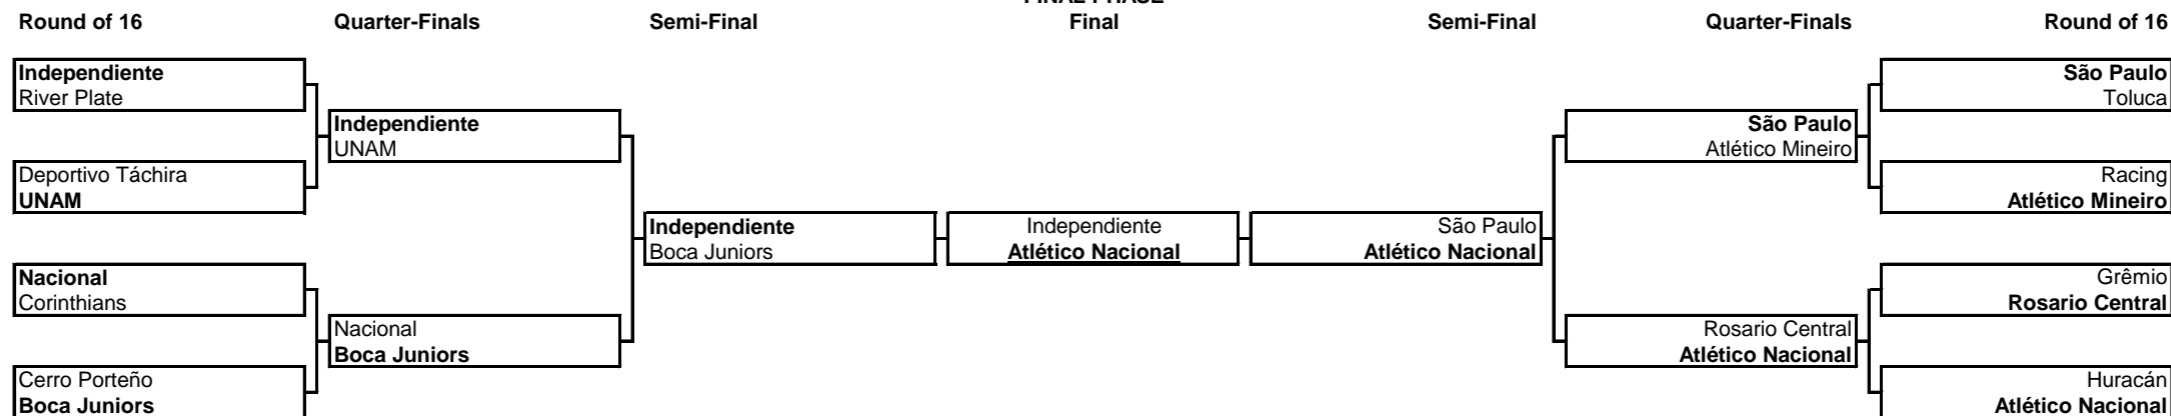 FINAL PHASE
Round of 16 Quarter-Finals Semi-Final Final Semi-Final Quarter-Finals Round of 16
Independiente
River Plate
Deportivo Táchira
UNAM
Nacional
Corinthians
Cerro Porteño
Boca Juniors
Independiente
UNAM
Nacional
Boca Juniors
Independiente
Boca Juniors
Independiente
Atlético Nacional
São Paulo
Atlético Nacional
São Paulo
Atlético Mineiro
Rosario Central
Atlético Nacional
São Paulo
Toluca
Racing
Atlético Mineiro
Grêmio
Rosario Central
Huracán
Atlético Nacional